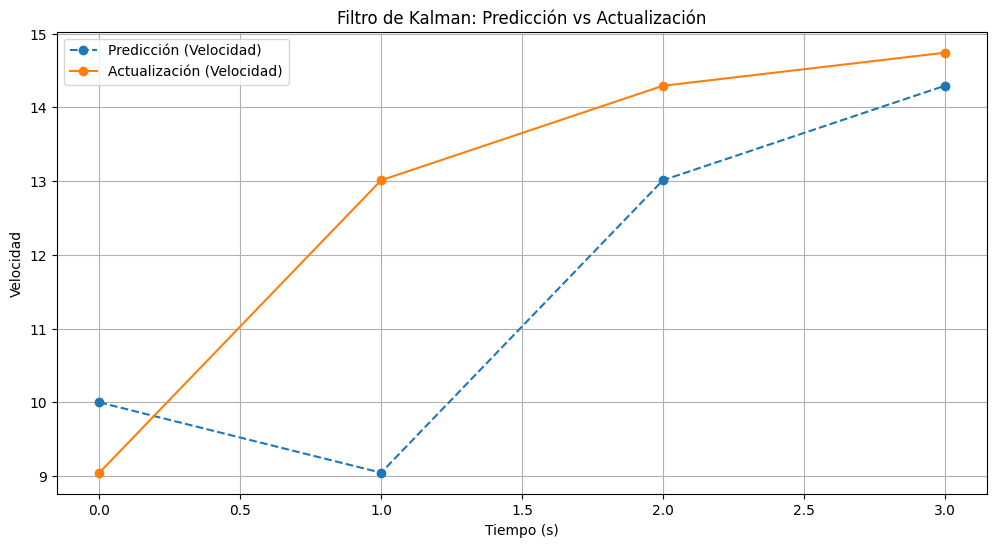 Filtro de Kalman: Predicción vs Actualización
Predicción (Velocidad)
Actualización (Velocidad)
Velocidad
15
14
13
12
11
10
9
0.0 0.5 1.0 1.5 2.0 2.5 3.0
Tiempo (s)